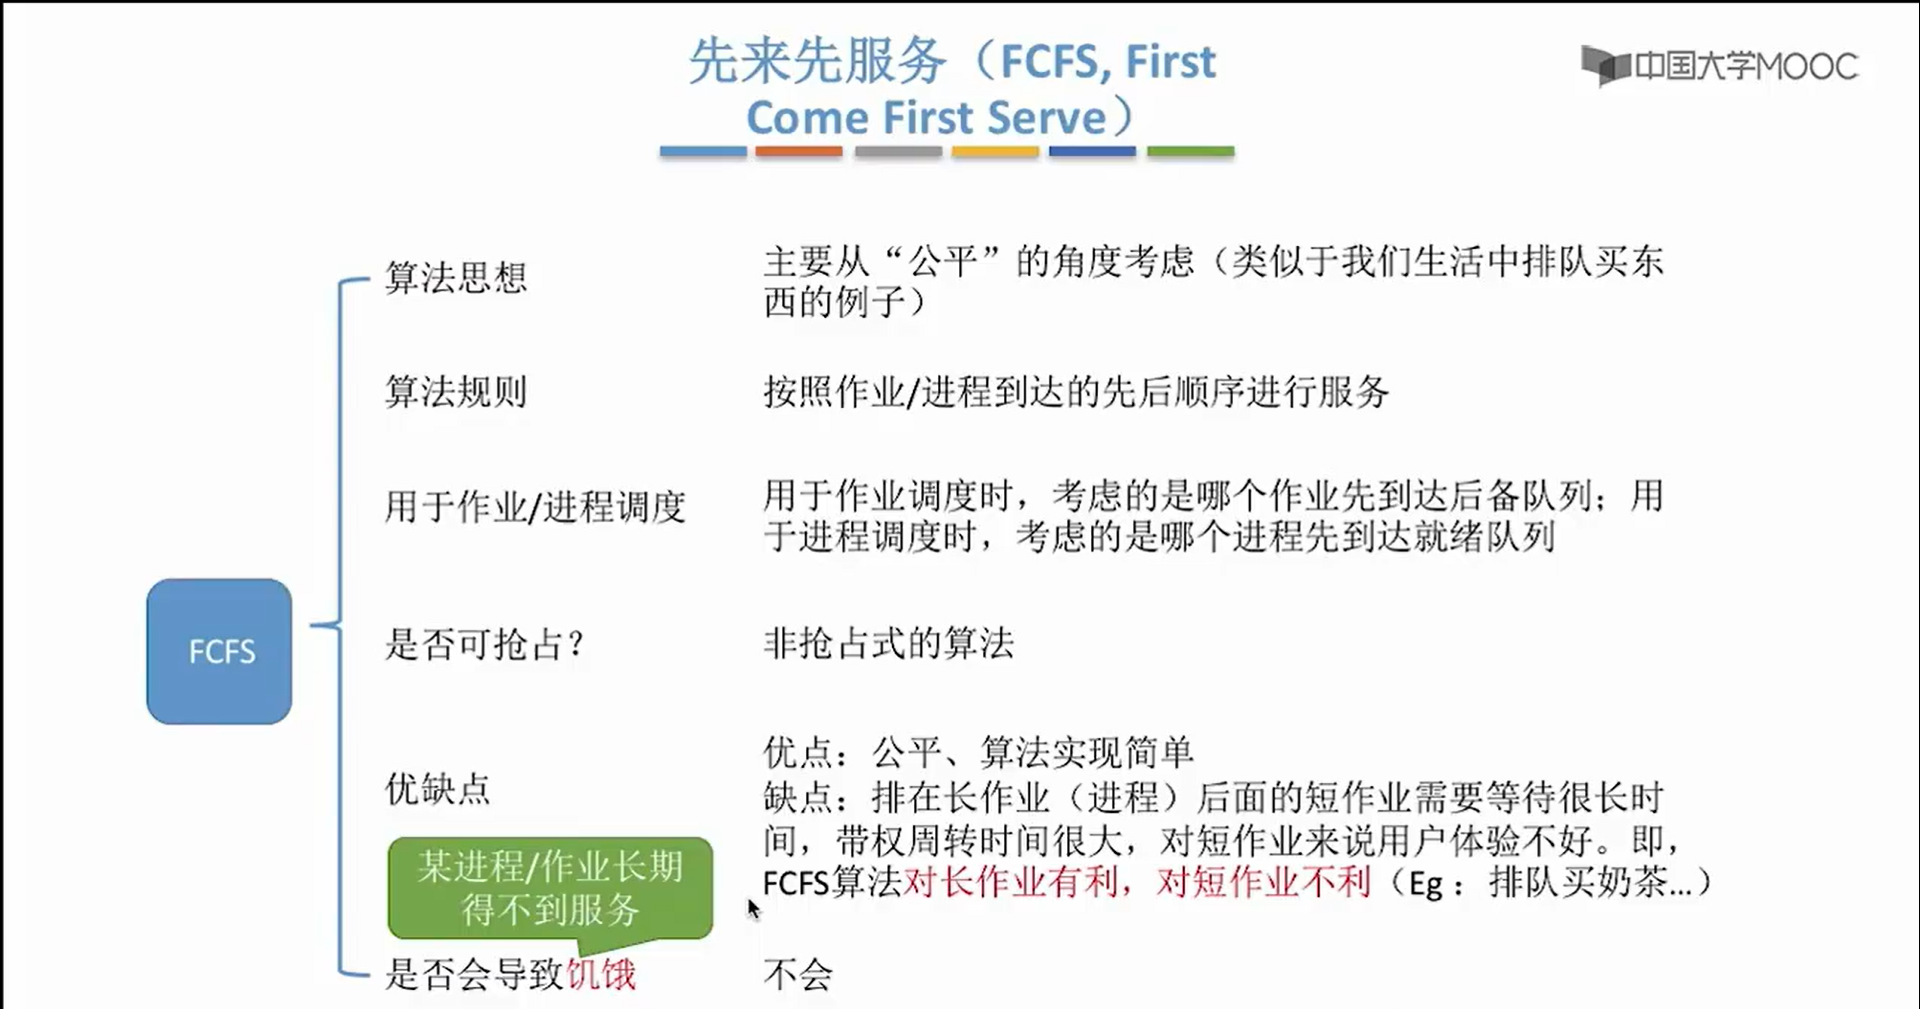 先来先服务（FCFS, First
Come First Serve）
中国大学MOOC
算法思想
主要从“公平”的角度考虑（类似于我们生活中排队买东
西的例子）
算法规则
按照作业/进程到达的先后顺序进行服务
用于作业/进程调度
用于作业调度时，考虑的是哪个作业先到达后备队列；用
于进程调度时，考虑的是哪个进程先到达就绪队列
FCFS
是否可抢占？
非抢占式的算法
优缺点
优点：公平、算法实现简单
缺点：排在长作业（进程）后面的短作业需要等待很长时
间，带权周转时间很大，对短作业来说用户体验不好。即，
FCFS算法对长作业有利，对短作业不利（Eg：排队买奶茶…）
某进程/作业长期
得不到服务
是否会导致饥饿
不会